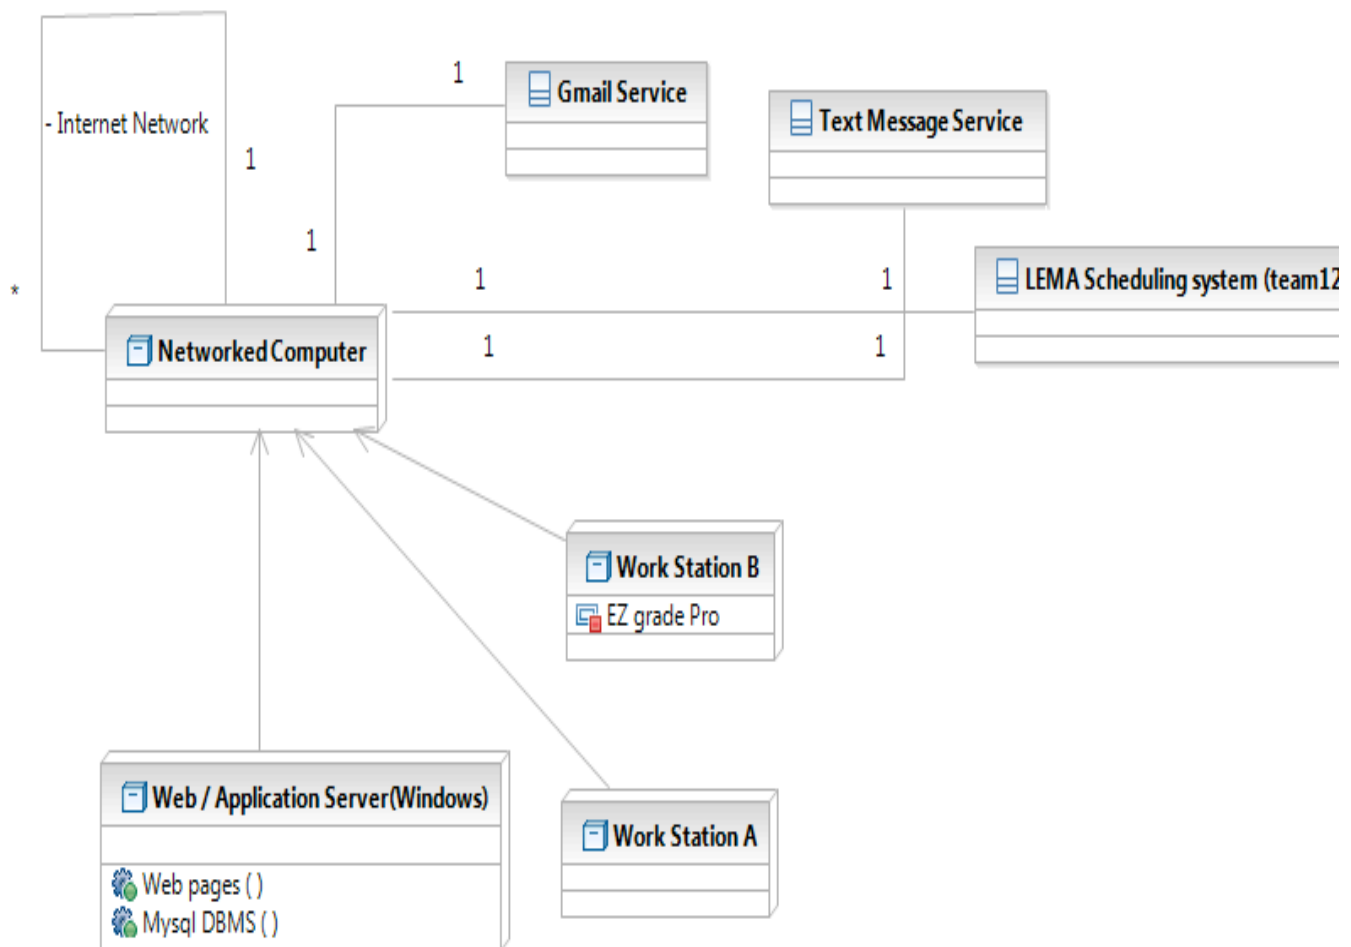 1
Gmail Service
Text Message Service
- Internet Network
1
1
1
1
LEMA Scheduling system (team12
*
1
1
Networked Computer
Work Station B
EZ grade Pro
Web / Application Server(Windows)
Work Station A
Web pages ( )
Mysql DBMS ( )